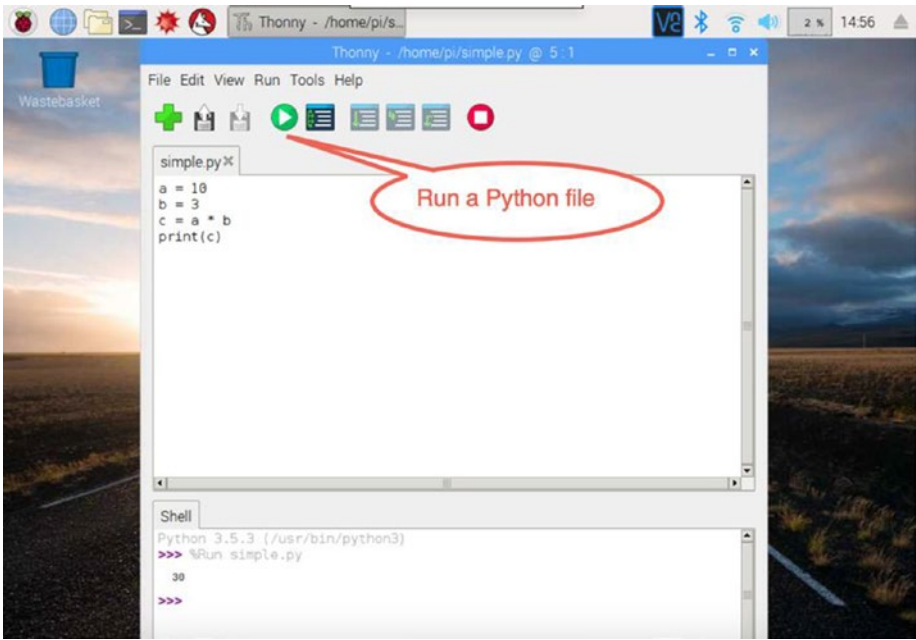 Thonny - /home/pi/s...
2 %
14:56
Wastebasket
Thonny - /home/pi/simple.py @ 5:1
File Edit View Run Tools Help
simple.py
Run a Python file
a = 10
b = 3
c = a * b
print(c)
Shell
Python 3.5.3 (/usr/bin/python3)
>>> %Run simple.py
30
>>>